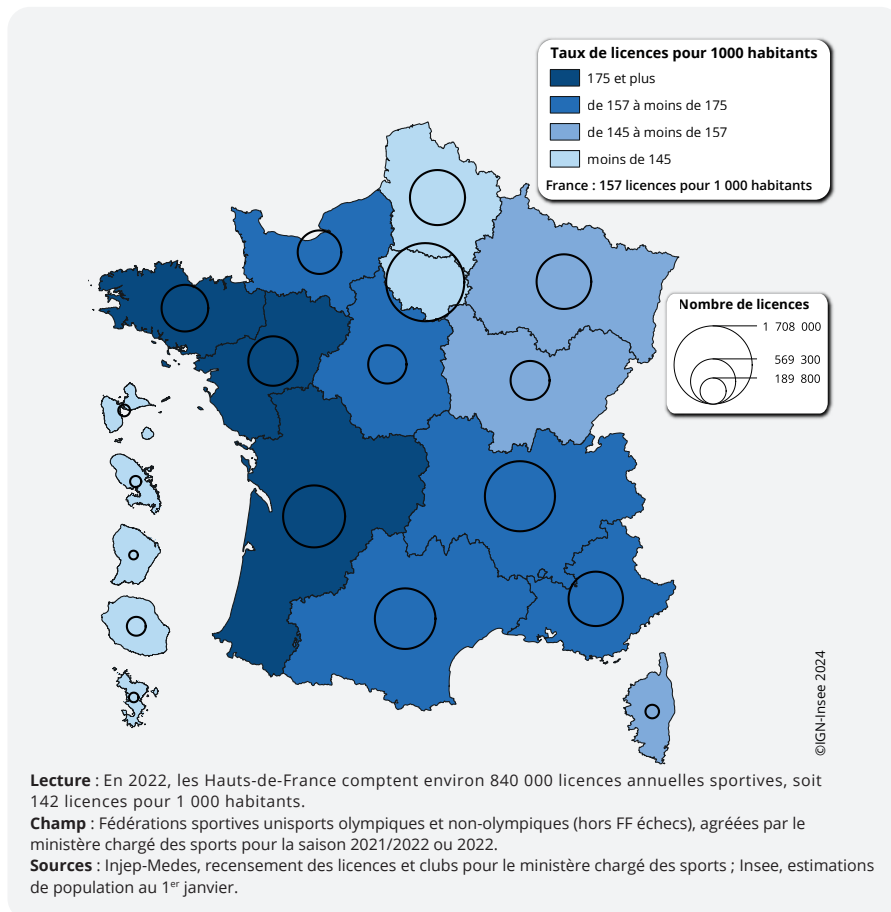 Taux de licences pour 1000 habitants
175 et plus
de 157 à moins de 175
de 145 à moins de 157
moins de 145
France : 157 licences pour 1 000 habitants
Nombre de licences
1 708 000
569 300
189 800
©IGN-Insee 2024
Lecture : En 2022, les Hauts-de-France comptent environ 840 000 licences annuelles sportives, soit
142 licences pour 1 000 habitants.
Champ : Fédérations sportives unisports olympiques et non-olympiques (hors FF échecs), agréées par le
ministère chargé des sports pour la saison 2021/2022 ou 2022.
Sources : Injep-Medes, recensement des licences et clubs pour le ministère chargé des sports ; Insee, estimations
de population au 1er janvier.